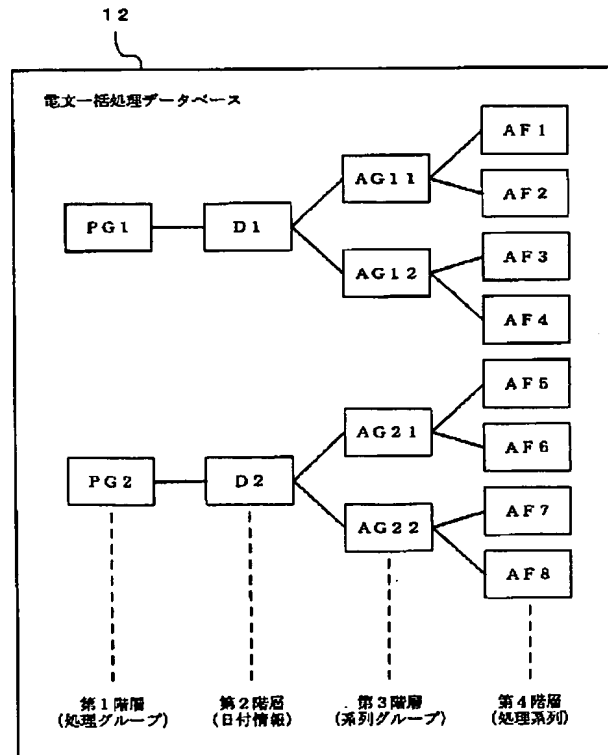 12
電文一括処理データベース
AF1
AG11
AF2
PG1
D1
AF3
AG12
AF4
AF5
AG21
AF6
PG2
D2
AF7
AG22
AF8
第1階層 第2階層 第3階層 第4階層
(処理グループ) (日付情報) (系列グループ) (処理系列)